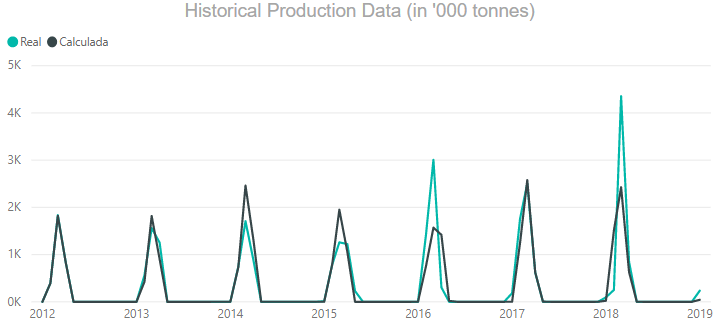 Historical Production Data (in '000 tonnes)
Real Calculada
5K
4K
3K
2K
1K
0K
2012 2013 2014 2015 2016 2017 2018 2019